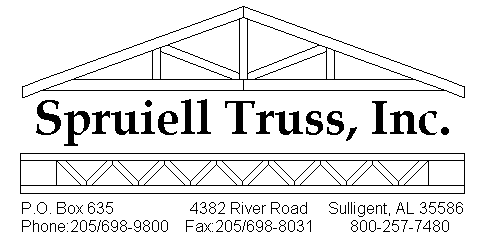 Spruiell Truss, Inc.
P.O. Box 635 4382 River Road Sulligent, AL 35586
Phone:205/698-9800 Fax:205/698-8031 800-257-7480